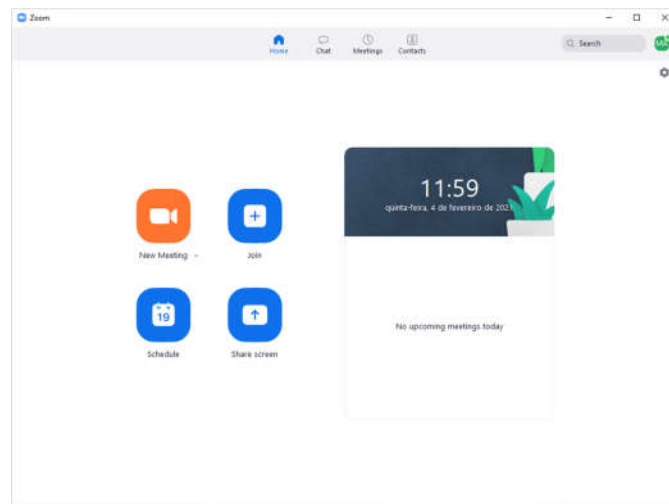 Zoom
Home
Chat
Meetings
Contacts
Search
11:59
quinta-feira, 4 de fevereiro de 2021
New Meeting
Join
19
Schedule
Share screen
No upcoming meetings today